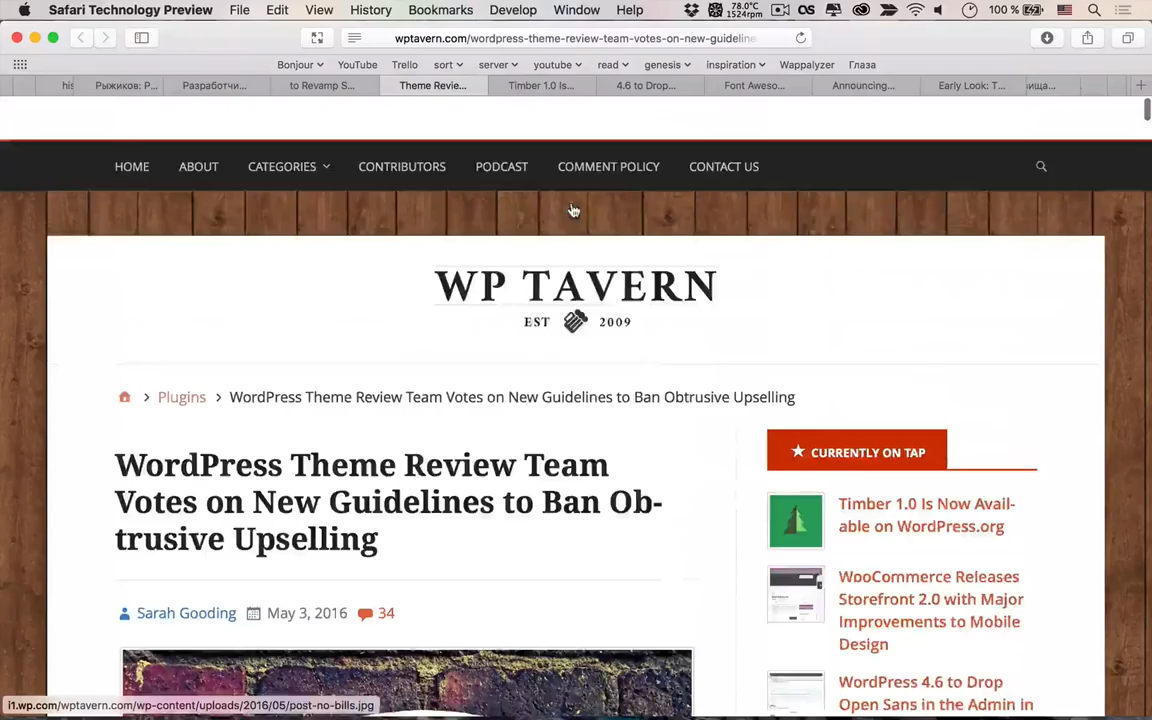 Safari Technology Preview File Edit View History Bookmarks Develop Window Help 78.0°C 1524rpm 100 %
wptavern.com/wordpress-theme-review-team-votes-on-new-guideline
Bonjour YouTube Trello sort server youtube read genesis inspiration Wappalyzer Глаза
his Рыжиков: Р... Разработчи... to Revamp S... Theme Revie... Timber 1.0 Is... 4.6 to Drop... Font Aweso... Announcing... Early Look: T... ища...
HOME ABOUT CATEGORIES CONTRIBUTORS PODCAST COMMENT POLICY CONTACT US
WP TAVERN
EST 2009
Plugins > WordPress Theme Review Team Votes on New Guidelines to Ban Obtrusive Upselling
WordPress Theme Review Team
Votes on New Guidelines to Ban Ob-
trusive Upselling
Sarah Gooding May 3, 2016 34
CURRENTLY ON TAP
Timber 1.0 Is Now Avail-
able on WordPress.org
WooCommerce Releases
Storefront 2.0 with Major
Improvements to Mobile
Design
WordPress 4.6 to Drop
Open Sans in the Admin in
i1.wp.com/wptavern.com/wp-content/uploads/2016/05/post-no-bills.jpg